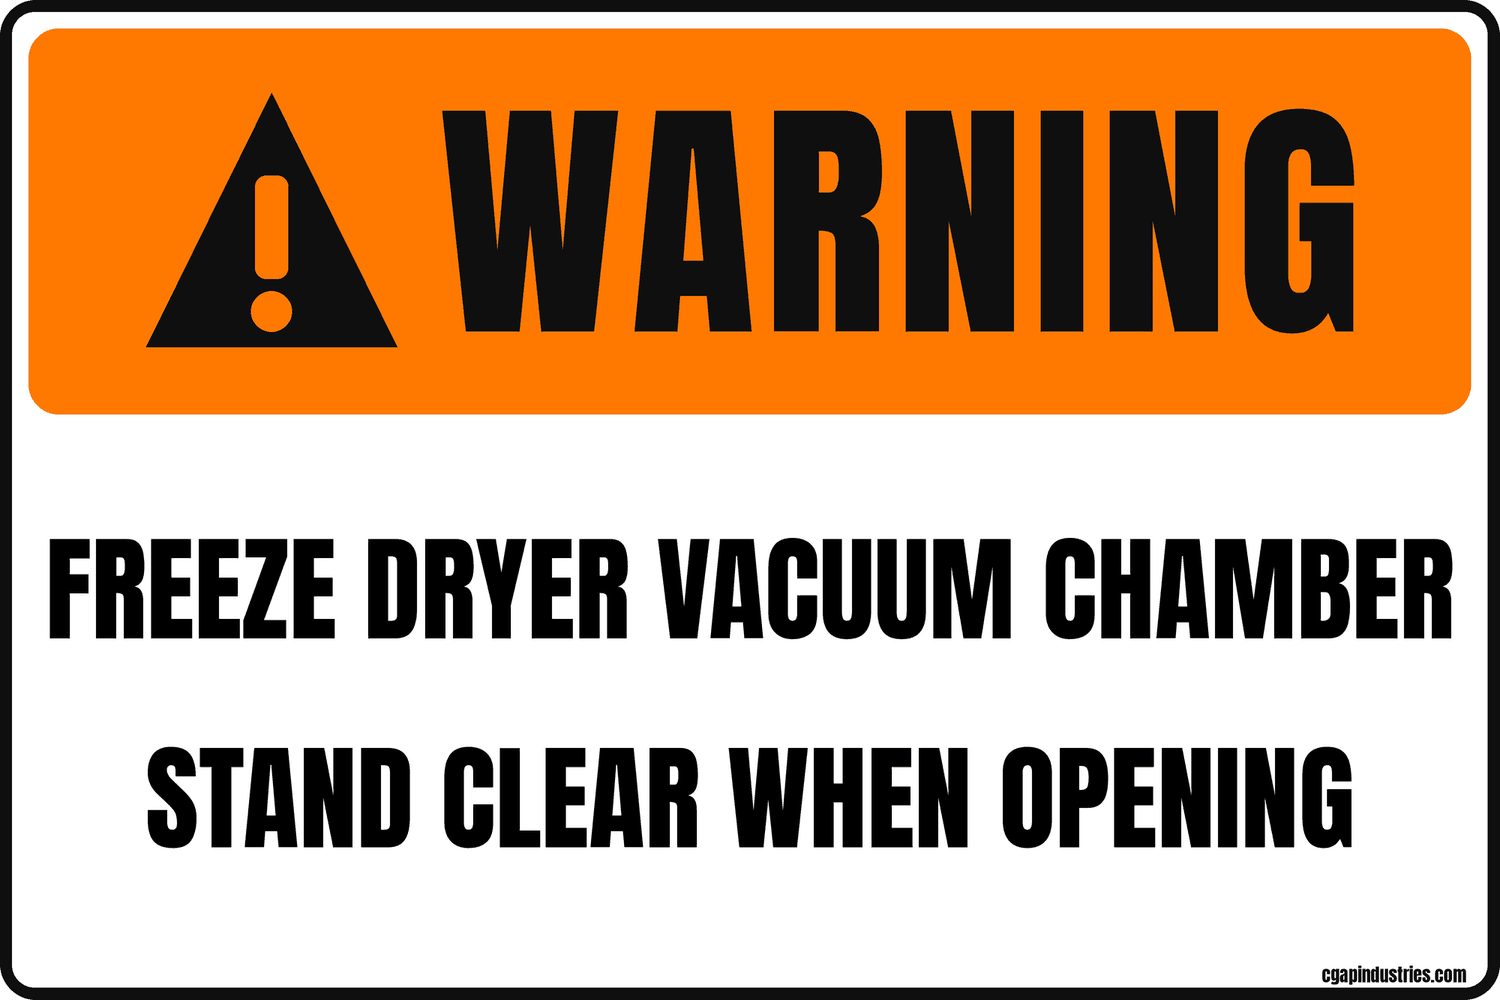 WARNING
FREEZE DRYER VACUUM CHAMBER
STAND CLEAR WHEN OPENING
cgapindustries.com